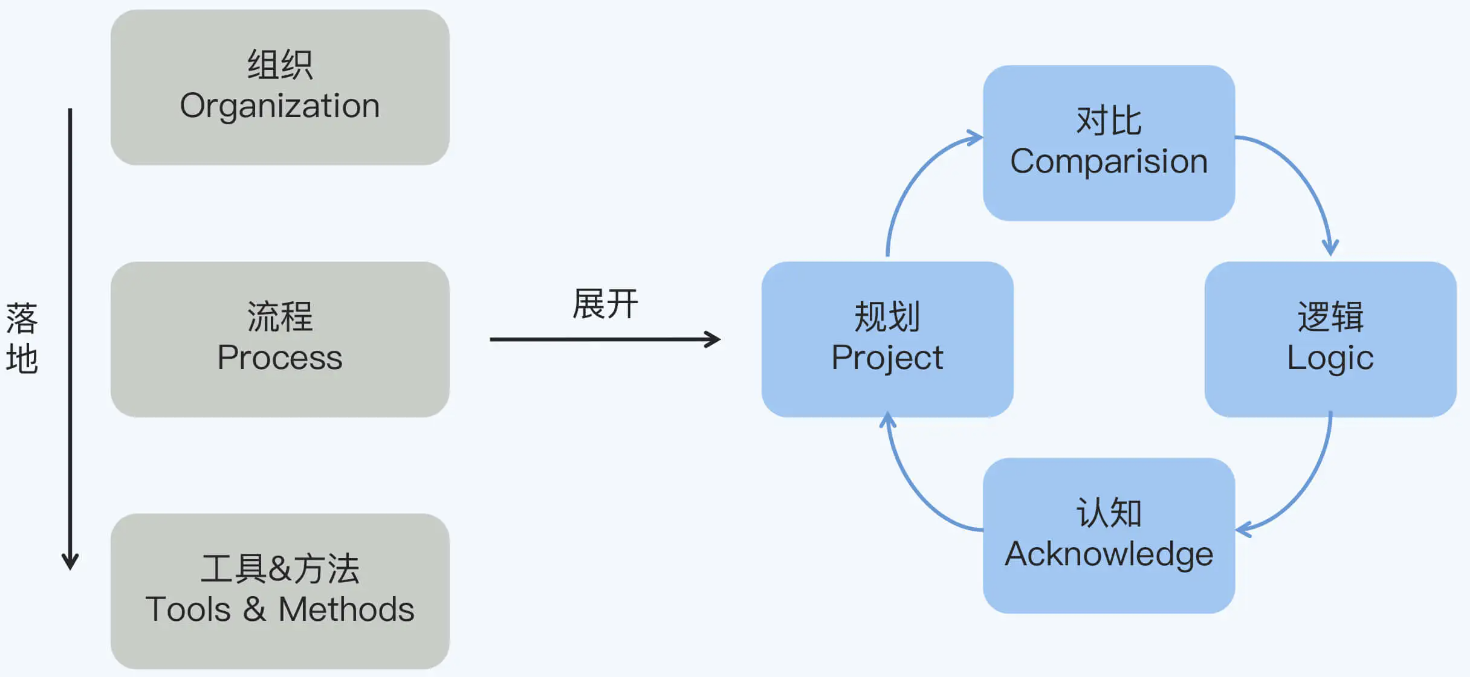 组织
Organization
落
地
流程
Process
工具&方法
Tools & Methods
展开
对比
Comparision
规划
Project
逻辑
Logic
认知
Acknowledge